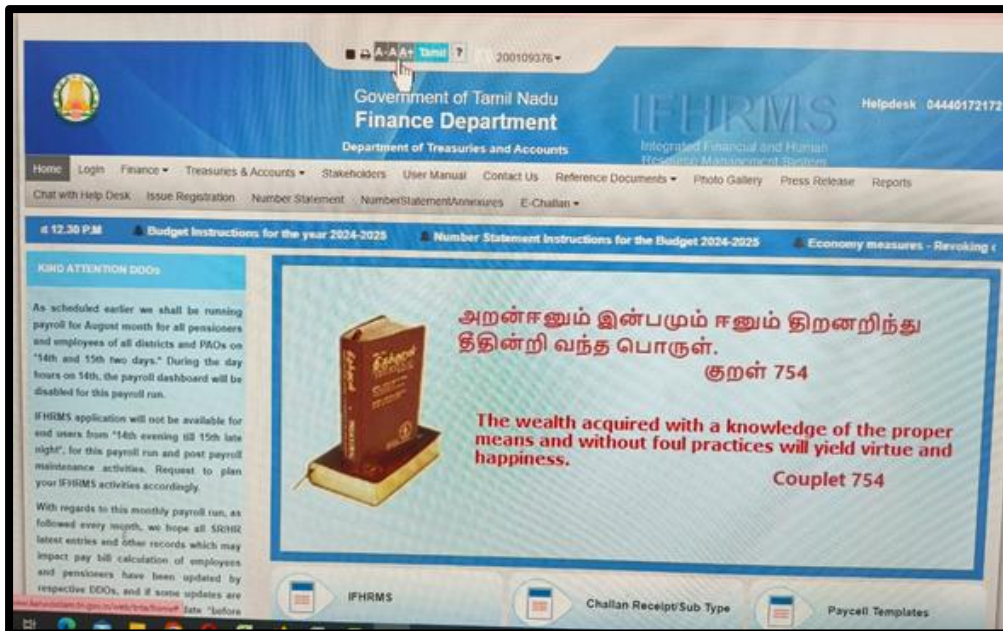 A-A A+ Tamil ? 200109376
Government of Tamil Nadu
Finance Department
Department of Treasuries and Accounts
IFHRMS
Integrated Financial and Human
Resource Management System
Helpdesk 04440172172
Home Login Finance Treasuries & Accounts Stakeholders User Manual Contact Us Reference Documents Photo Gallery Press Release Reports
Chat with Help Desk Issue Registration Number Statement NumberStatementAnnexures E-Challan
at 12.30 P.M Budget Instructions for the year 2024-2025 Number Statement Instructions for the Budget 2024-2025 Economy measures - Revoking
KIND ATTENTION DDOs
As scheduled earlier we shall be running
payroll for August month for all pensioners
and employees of all districts and PAOs on
"14th and 15th two days." During the day
hours on 14th, the payroll dashboard will be
disabled for this payroll run.
IFHRMS application will not be available for
end users from "14th evening till 15th late
night", for this payroll run and post payroll
maintenance activities. Request to plan
your IFHRMS activities accordingly.
With regards to this monthly payroll run, as
followed every month, we hope all SR/HR
latest entries and other records which may
impact pay bill calculation of employees
and pensioners have been updated by
respective DDOs, and if some updates are
date "before
அறன்ஈனும் இன்பமும் ஈனும் திறனறிந்து
தீதின்றி வந்த பொருள்.
குறள் 754
The wealth acquired with a knowledge of the proper
means and without foul practices will yield virtue and
happiness.
Couplet 754
IFHRMS
Challan Receipt/Sub Type
Paycell Templates